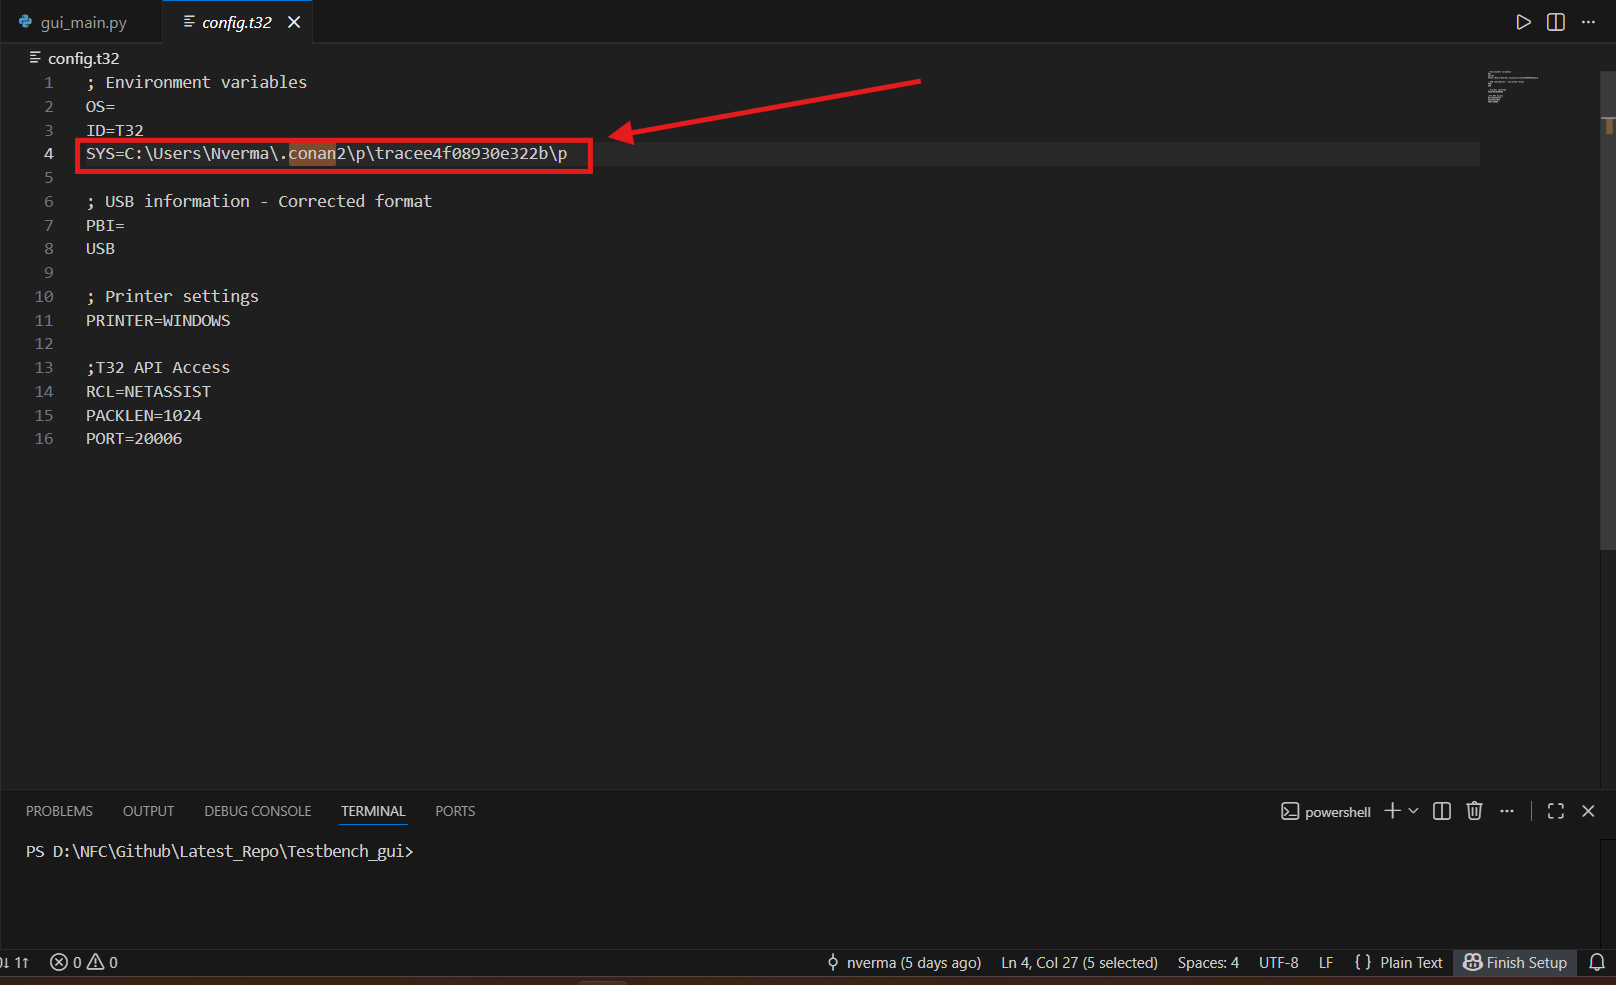 gui_main.py
config.t32
config.t32
1 ; Environment variables
2 OS=
3 ID=T32
4 SYS=C:\Users\Nverma\.conan2\p\tracee4f08930e322b\p
5
6 ; USB information - Corrected format
7 PBI=
8 USB
9
10 ; Printer settings
11 PRINTER=WINDOWS
12
13 ;T32 API Access
14 RCL=NETASSIST
15 PACKLEN=1024
16 PORT=20006
PROBLEMS OUTPUT DEBUG CONSOLE TERMINAL PORTS powershell
PS D:\NFC\Github\Latest_Repo\Testbench_gui>
1↑ 0 0 nverma (5 days ago) Ln 4, Col 27 (5 selected) Spaces: 4 UTF-8 LF {} Plain Text Finish Setup